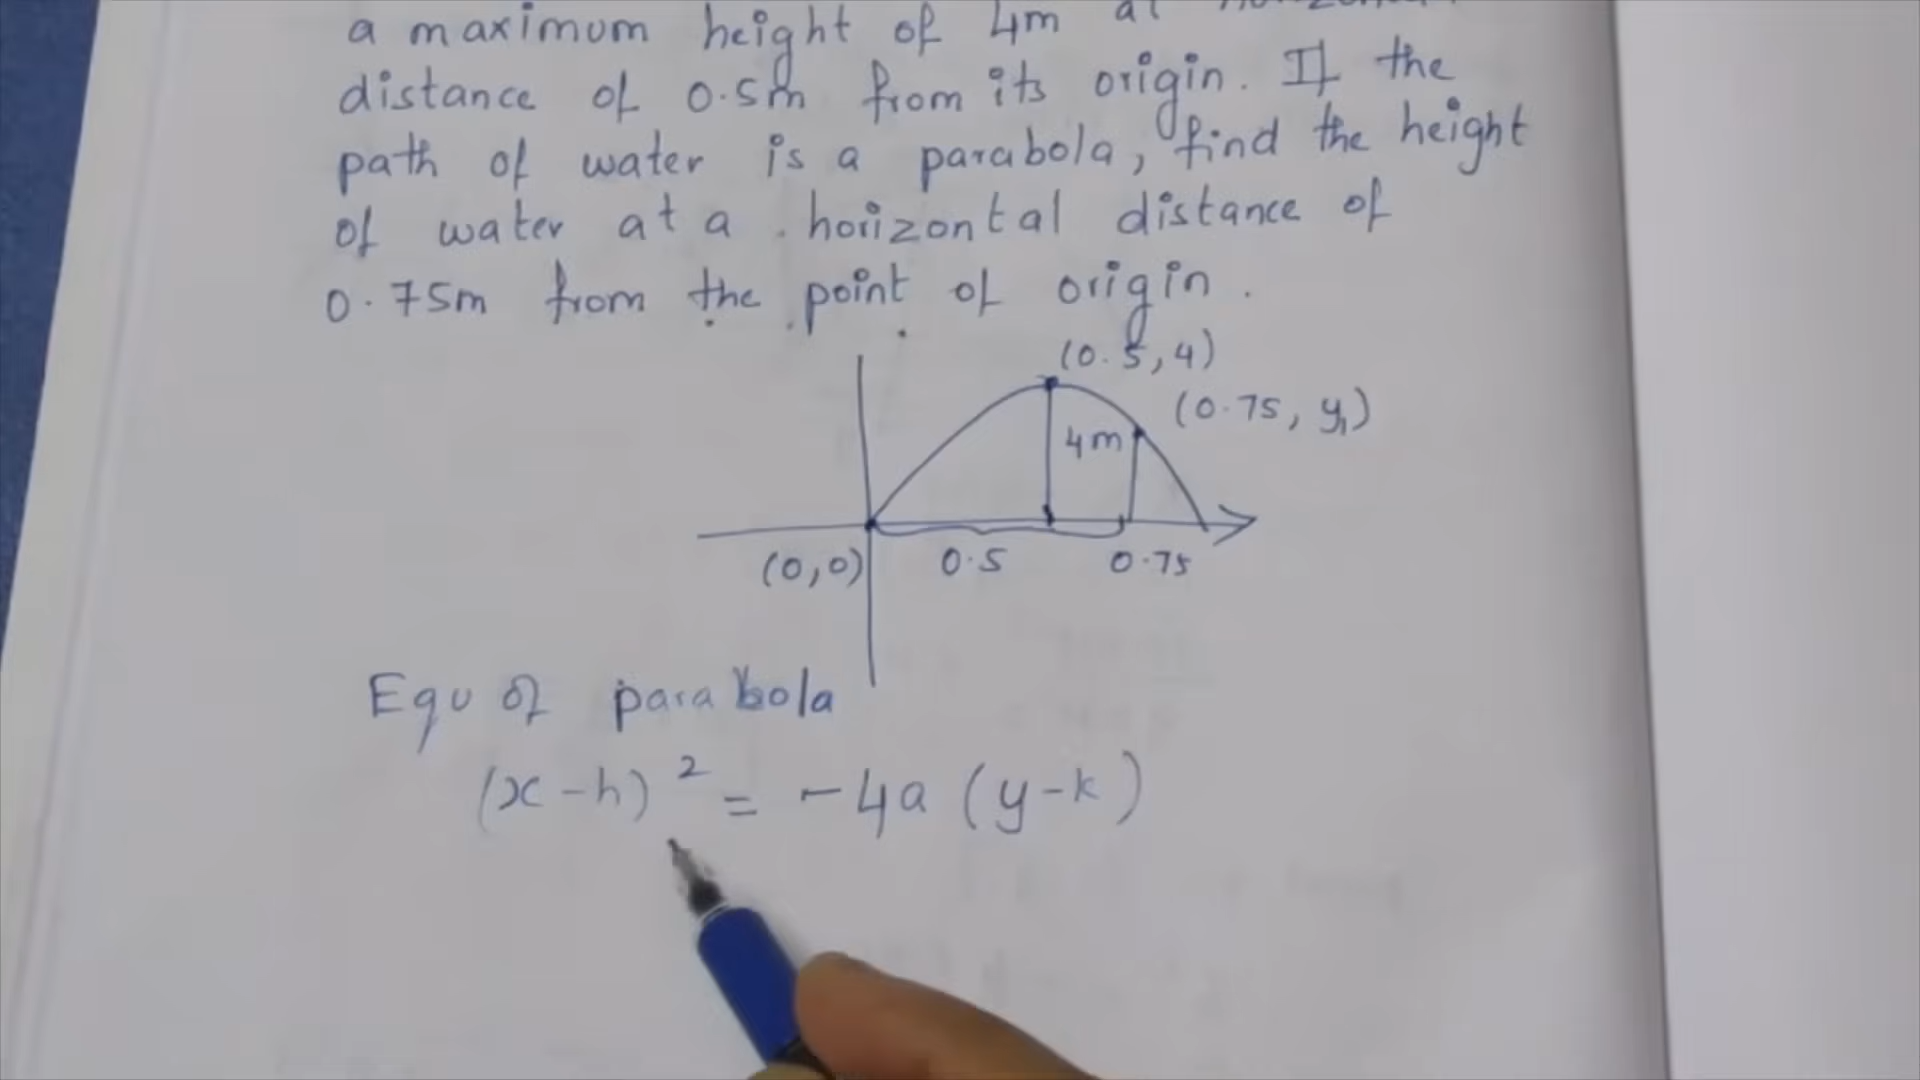 a maximum height of 4m at
distance of 0.5m from its origin. If the
path of water is a parabola, find the height
of water at a horizontal distance of
0.75m from the point of origin.
(0.5,4)
(0.75, y₁)
4m
(0,0)
0.5
0.75
Equ of parabola
(x-h)² = -4a (y-k)